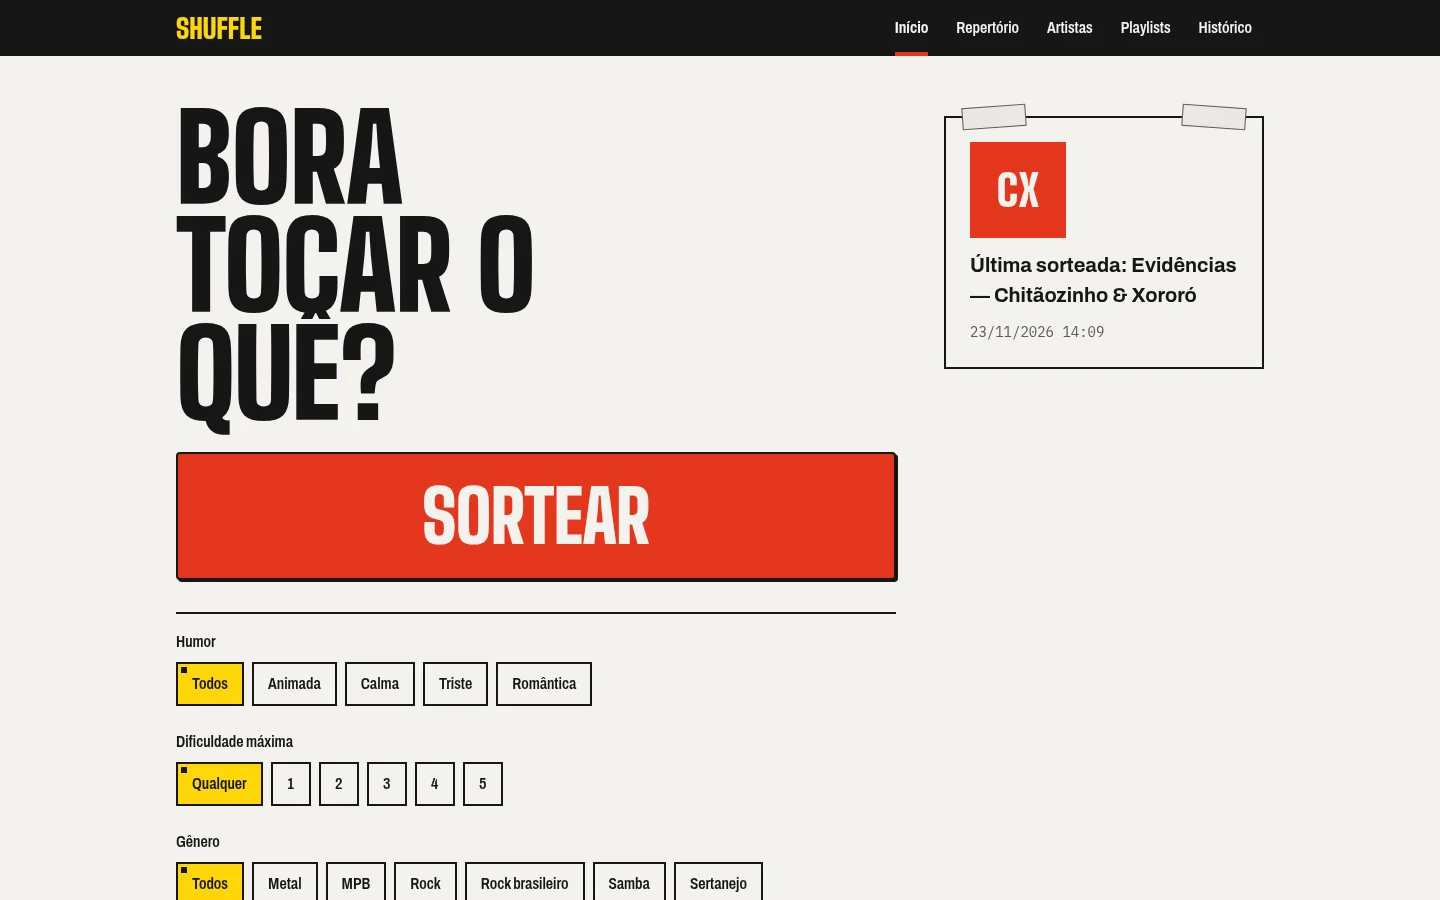 SHUFFLE
Início
Repertório
Artistas
Playlists
Histórico
BORA
TOCAR O
QUÊ?
SORTEAR
CX
Última sorteada: Evidências
— Chitãozinho & Xororó
23/11/2026 14:09
Humor
Todos
Animada
Calma
Triste
Romântica
Dificuldade máxima
Qualquer
1
2
3
4
5
Gênero
Todos
Metal
MPB
Rock
Rock brasileiro
Samba
Sertanejo